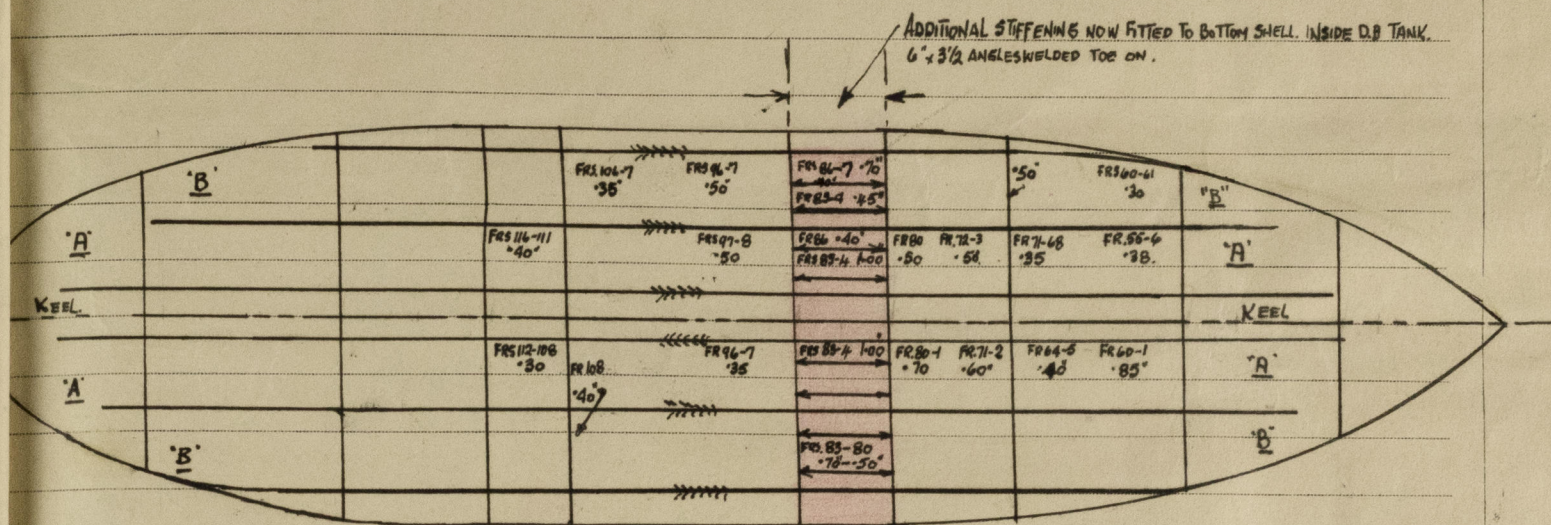 ADDITIONAL STIFFENING NOW FITTED TO BOTTOM SHELL. INSIDE D.B TANK.
6" x 3½ ANGLES WELDED TOE ON.
'B'
FRS.106-7
·35"
FRS 96-7
·50"
FRS 86-7 ·70"
FR 83-4 ·45"
·50"
FRS 60-61
·30
"B"
'A'
FRS 116-111
·40"
FRS 97-8
·50
FR 86 ·40"
FRS 83-4 1·00
FR 80
·50
FR.72-3
·50
FR 71-68
·35
FR.55-6
·38.
'A'
KEEL.
KEEL
FRS 112-108
·30
FR 108
·40"
FR 96-7
·35
FRS 83-4 1·00"
FR.80-1
·70
FR.71-2
·60"
FR 64-5
·40"
FR 60-1
·85"
'A'
'A'
'B'
FRS.83-80
·70-·50"
'B'